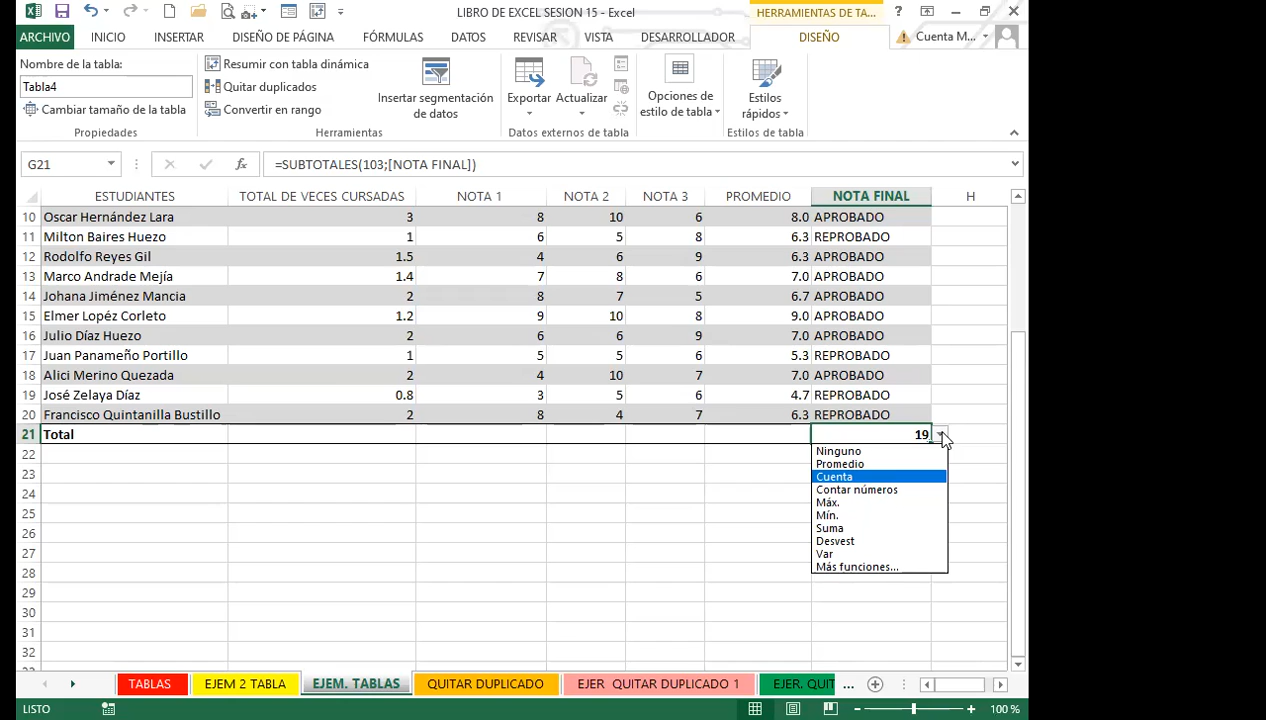 LIBRO DE EXCEL SESION 15 - Excel
HERRAMIENTAS DE TA...
ARCHIVO INICIO INSERTAR DISEÑO DE PÁGINA FÓRMULAS DATOS REVISAR VISTA DESARROLLADOR DISEÑO Cuenta M...
Nombre de la tabla:
Tabla4
Cambiar tamaño de la tabla
Propiedades
Resumir con tabla dinámica
Quitar duplicados
Convertir en rango
Insertar segmentación
de datos
Herramientas
Exportar Actualizar
Datos externos de tabla
Opciones de
estilo de tabla
Estilos
rápidos
Estilos de tabla
G21
=SUBTOTALES(103;[NOTA FINAL])
ESTUDIANTES TOTAL DE VECES CURSADAS NOTA 1 NOTA 2 NOTA 3 PROMEDIO NOTA FINAL H
10 Oscar Hernández Lara 3 8 10 6 8.0 APROBADO
11 Milton Baires Huezo 1 6 5 8 6.3 REPROBADO
12 Rodolfo Reyes Gil 1.5 4 6 9 6.3 APROBADO
13 Marco Andrade Mejía 1.4 7 8 6 7.0 APROBADO
14 Johana Jiménez Mancia 2 8 7 5 6.7 APROBADO
15 Elmer Lopéz Corleto 1.2 9 10 8 9.0 APROBADO
16 Julio Díaz Huezo 2 6 6 9 7.0 APROBADO
17 Juan Panameño Portillo 1 5 5 6 5.3 REPROBADO
18 Alici Merino Quezada 2 4 10 7 7.0 APROBADO
19 José Zelaya Díaz 0.8 3 5 6 4.7 REPROBADO
20 Francisco Quintanilla Bustillo 2 8 4 7 6.3 REPROBADO
21 Total 19
22
23
24
25
26
27
28
29
30
31
32
Ninguno
Promedio
Cuenta
Contar números
Máx.
Mín.
Suma
Desvest
Var
Más funciones...
TABLAS EJEM 2 TABLA EJEM. TABLAS QUITAR DUPLICADO EJER QUITAR DUPLICADO 1 EJER. QUIT ...
LISTO
100 %